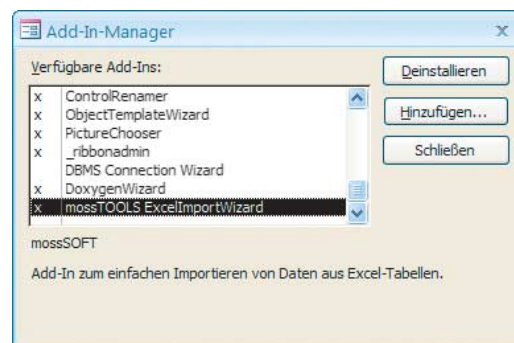 Add-In-Manager
x
Verfügbare Add-Ins:
x ControlRenamer
x ObjectTemplateWizard
x PictureChooser
x _ribbonadmin
DBMS Connection Wizard
x DoxygenWizard
x mossTOOLS ExcelImportWizard
Deinstallieren
Hinzufügen...
Schließen
mossSOFT
Add-In zum einfachen Importieren von Daten aus Excel-Tabellen.